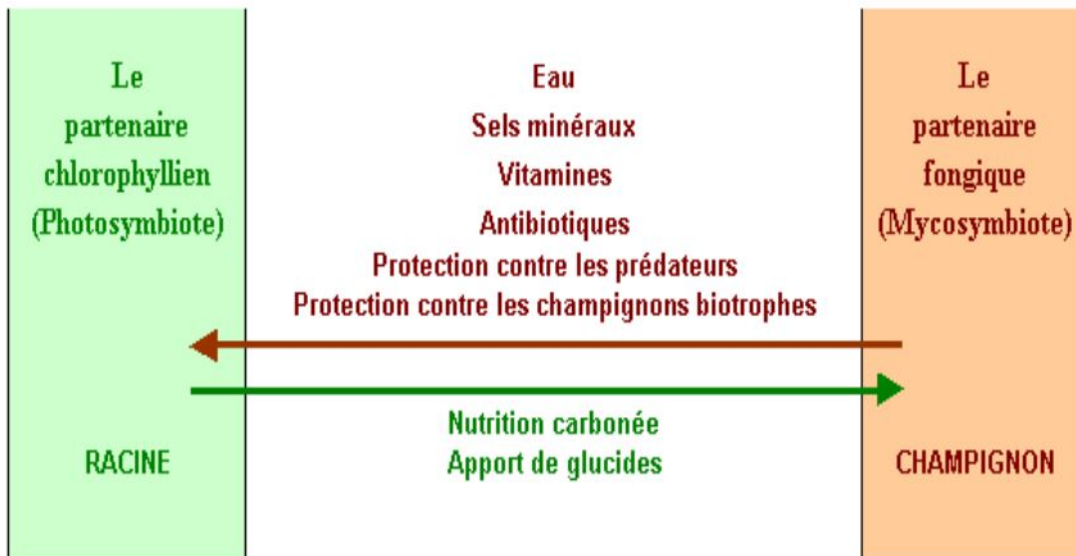 Le
partenaire
chlorophyllien
(Photosymbiote)
RACINE
Eau
Sels minéraux
Vitamines
Antibiotiques
Protection contre les prédateurs
Protection contre les champignons biotrophes
Nutrition carbonée
Apport de glucides
Le
partenaire
fongique
(Mycosymbiote)
CHAMPIGNON